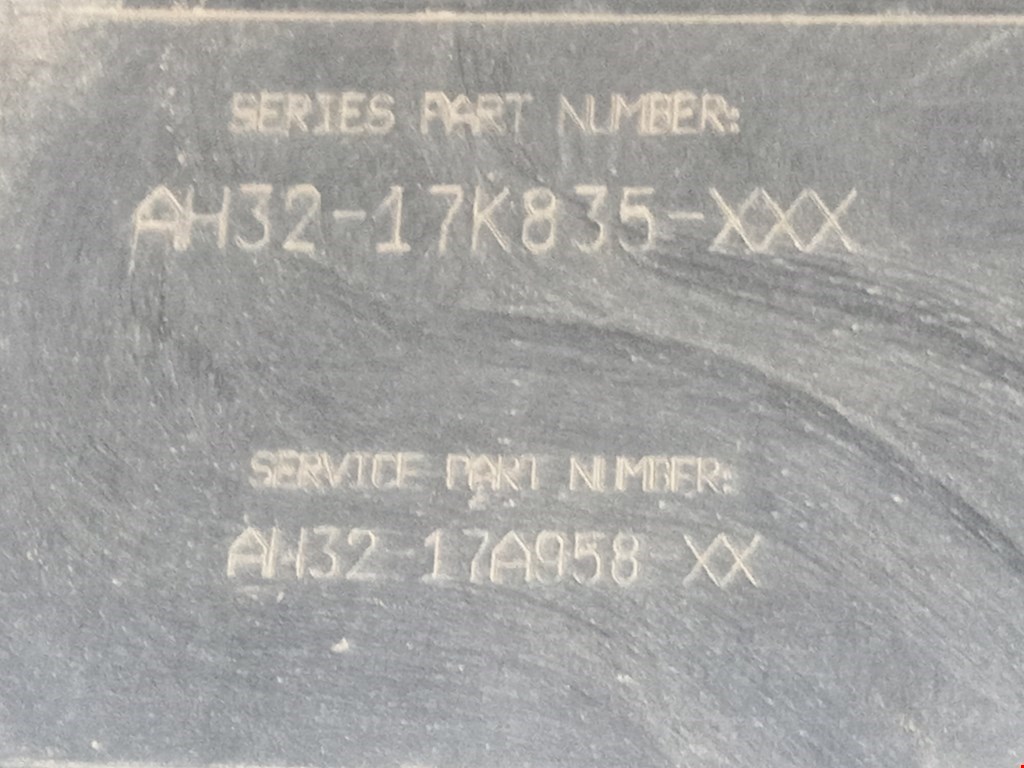 SERIES PART NUMBER:
AH32-17K835-XXX
SERVICE PART NUMBER:
AH32-17A958-XX